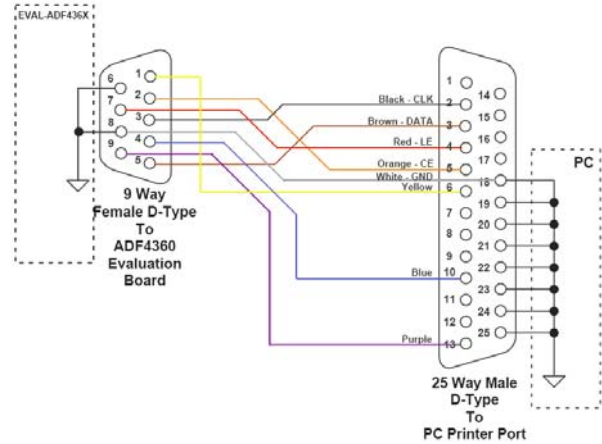 EVAL-ADF436X
1
2
3
4
5
6
7
8
9
9 Way
Female D-Type
To
ADF4360
Evaluation
Board
Black - CLK
Brown - DATA
Red - LE
Orange - CE
White - GND
Yellow
Blue
Purple
1
2
3
4
5
6
7
8
9
10
11
12
13
14
15
16
17
18
19
20
21
22
23
24
25
25 Way Male
D-Type
To
PC Printer Port
PC